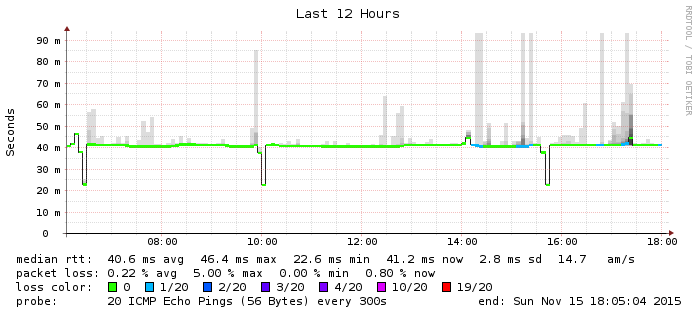 Last 12 Hours
RRDTOOL / TOBI OETIKER
Seconds
90 m
80 m
70 m
60 m
50 m
40 m
30 m
20 m
10 m
0
08:00 10:00 12:00 14:00 16:00 18:00
median rtt: 40.6 ms avg 46.4 ms max 22.6 ms min 41.2 ms now 2.8 ms sd 14.7 am/s
packet loss: 0.22 % avg 5.00 % max 0.00 % min 0.80 % now
loss color: 0 1/20 2/20 3/20 4/20 10/20 19/20
probe: 20 ICMP Echo Pings (56 Bytes) every 300s end: Sun Nov 15 18:05:04 2015